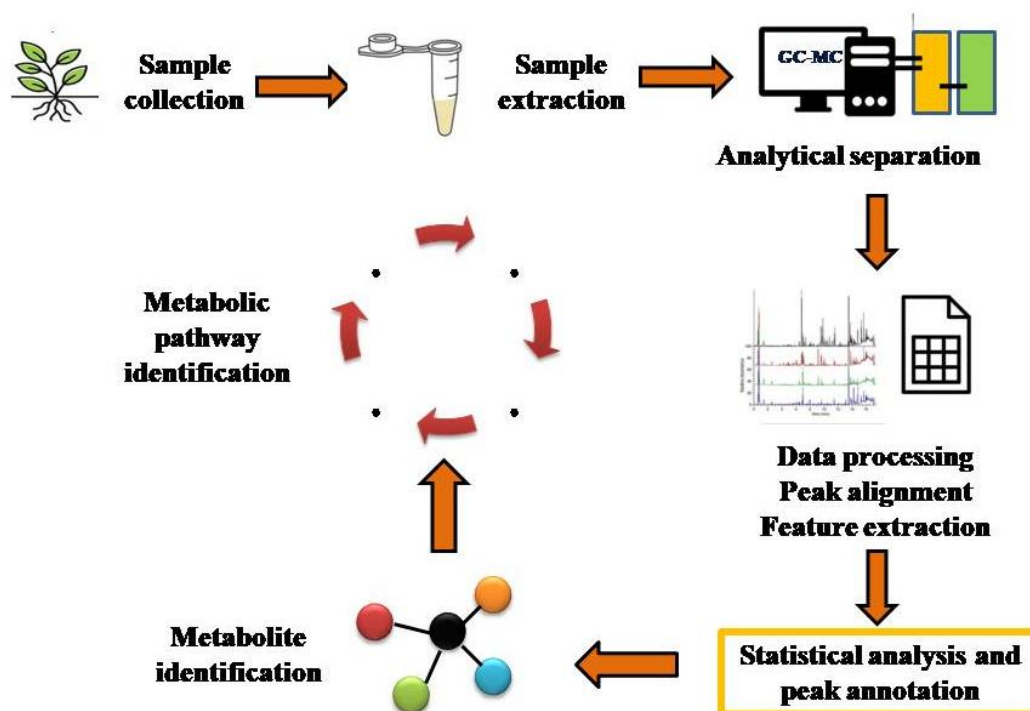 Sample
collection
Sample
extraction
GC-MC
Analytical separation
Data processing
Peak alignment
Feature extraction
Statistical analysis and
peak annotation
Metabolite
identification
Metabolic
pathway
identification